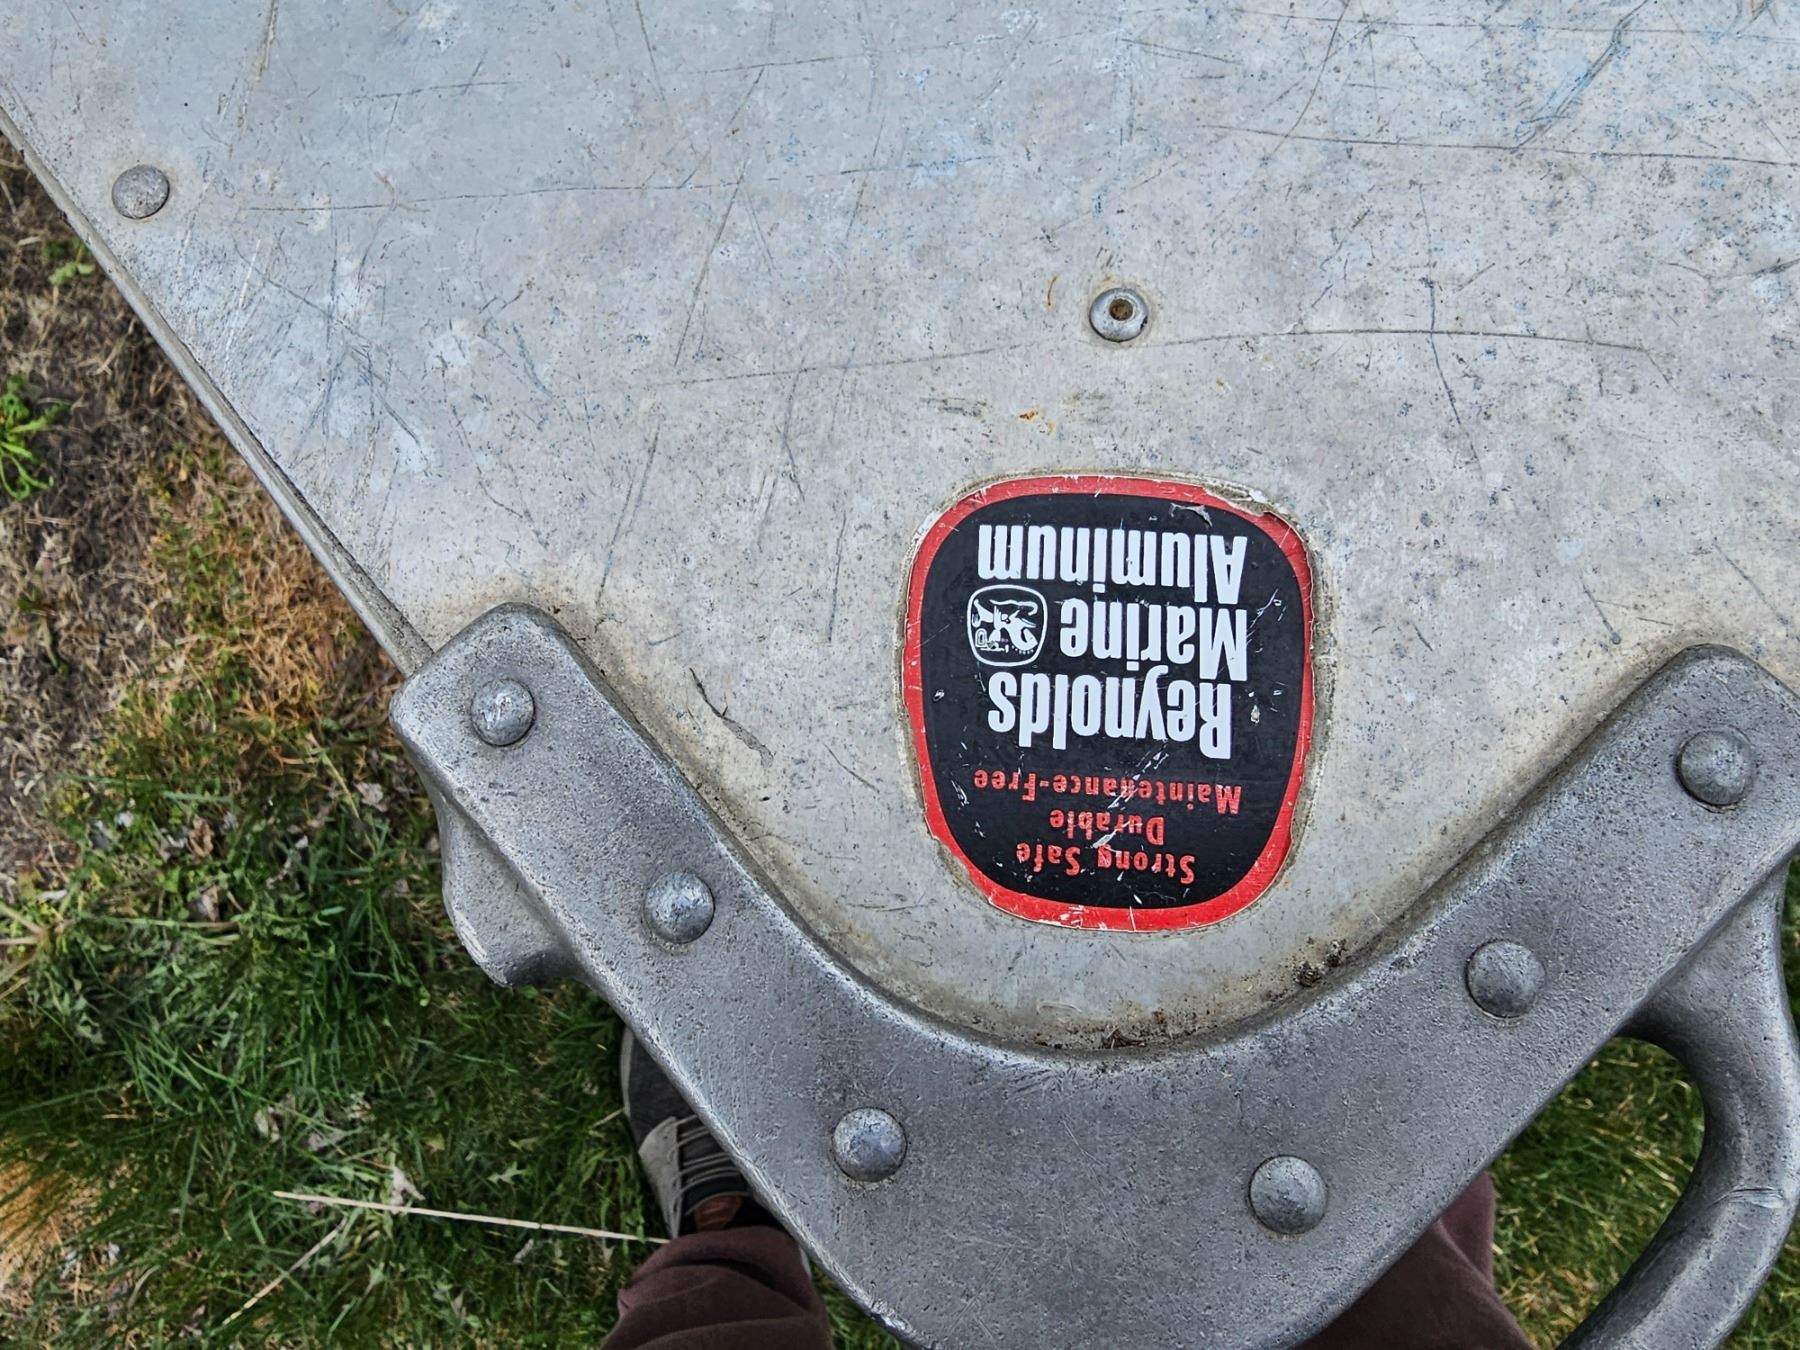 Strong Safe
Durable
Maintenance-Free
Reynolds
Marine
Aluminum